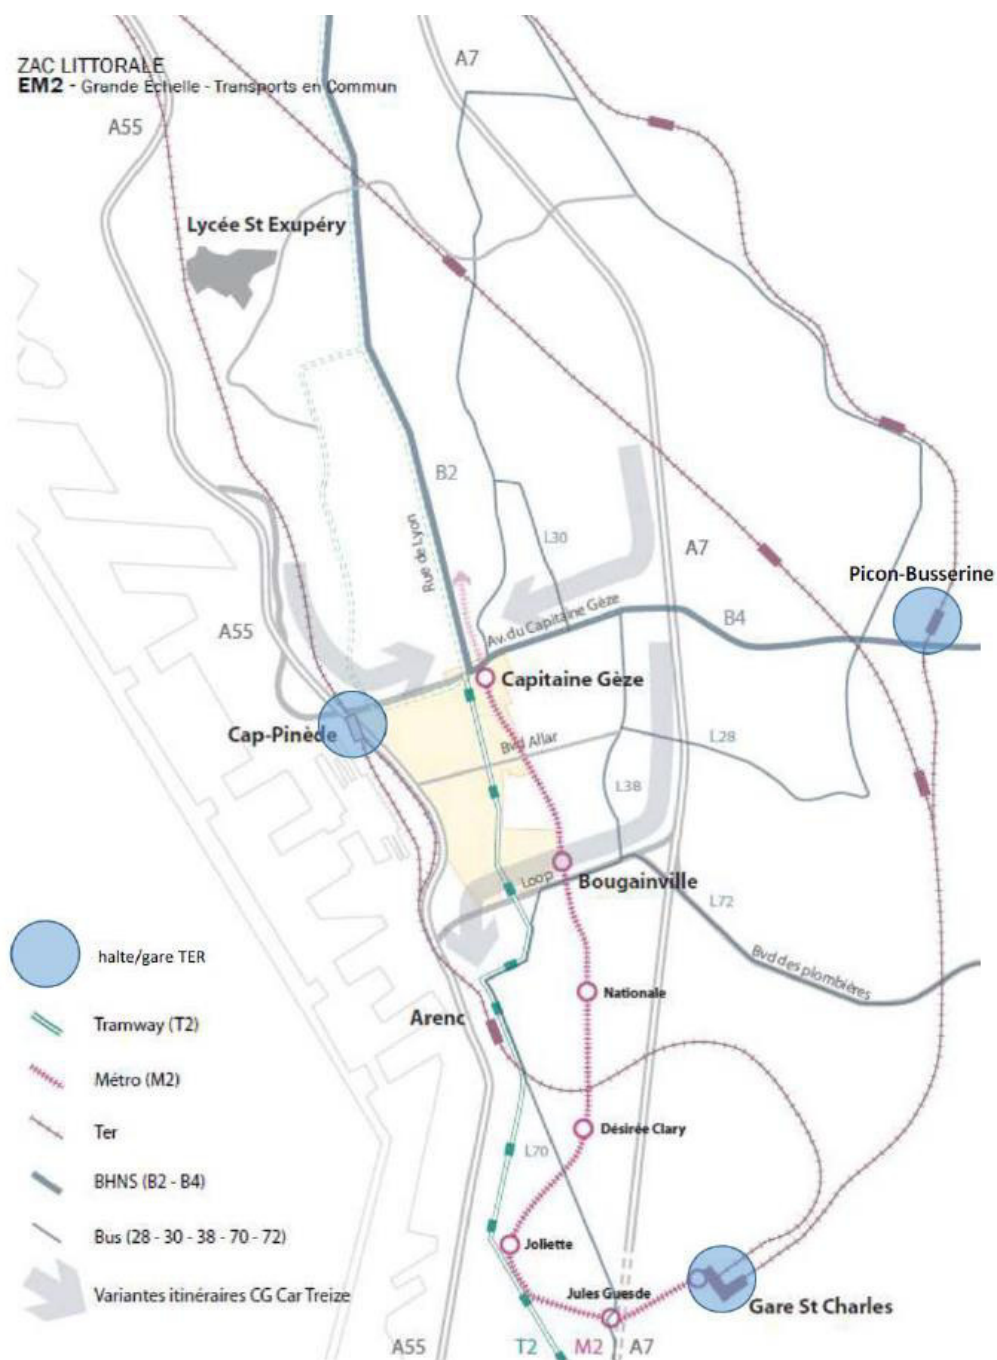 ZAC LITTORALE
EM2 - Grande Echelle - Transports en Commun
A7
A55
Lycée St Exupéry
B2
Rue de Lyon
L30
A7
Picon-Busserine
Av.du Capitaine Gèze
B4
A55
Capitaine Gèze
Cap-Pinède
Bvd Allar
L28
L38
Loop
Bougainville
L72
Bvd des plombières
halte/gare TER
Nationale
Tramway (T2)
Arenc
Métro (M2)
Ter
Désirée Clary
L70
BHNS (B2 - B4)
Bus (28 - 30 - 38 - 70 - 72)
Joliette
Variantes itinéraires CG Car Treize
Jules Guesde
Gare St Charles
A55
T2
M2
A7